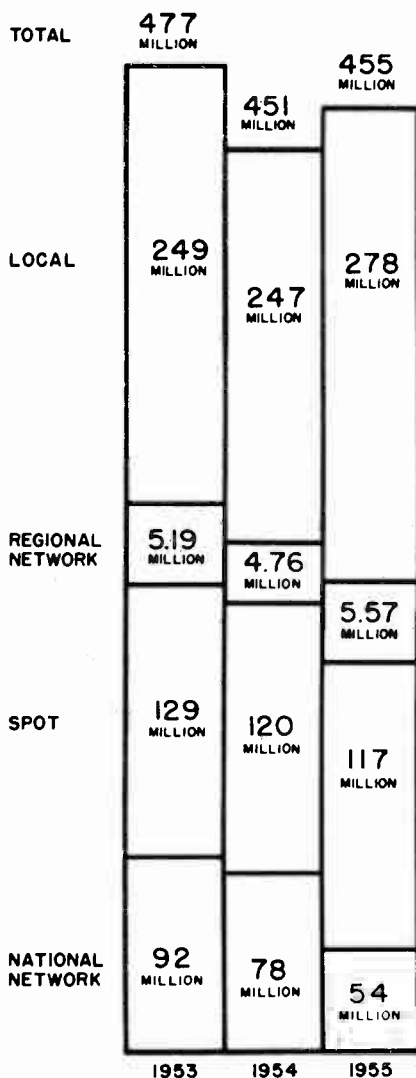 TOTAL
477
MILLION
451
MILLION
455
MILLION
LOCAL
249
MILLION
247
MILLION
278
MILLION
REGIONAL
NETWORK
5.19
MILLION
4.76
MILLION
5.57
MILLION
SPOT
129
MILLION
120
MILLION
117
MILLION
NATIONAL
NETWORK
92
MILLION
78
MILLION
54
MILLION
1953
1954
1955